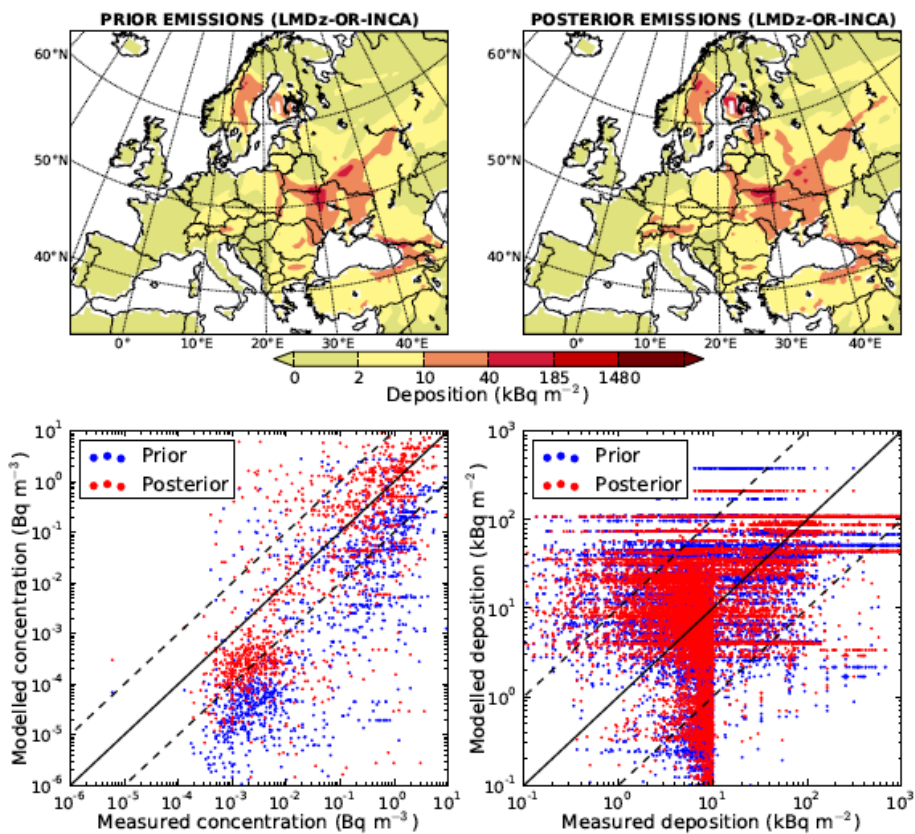 PRIOR EMISSIONS (LMDz-OR-INCA)
60°N
50°N
40°N
0°
10°E
20°E
30°E
40°E
POSTERIOR EMISSIONS (LMDz-OR-INCA)
60°N
50°N
40°N
0°
10°E
20°E
30°E
40°E
0 2 10 40 185 1480
Deposition (kBq m⁻²)
Modelled concentration (Bq m⁻³)
10¹
10⁰
10⁻¹
10⁻²
10⁻³
10⁻⁴
10⁻⁵
10⁻⁶
Prior
Posterior
10⁻⁶ 10⁻⁵ 10⁻⁴ 10⁻³ 10⁻² 10⁻¹ 10⁰ 10¹
Measured concentration (Bq m⁻³)
Modelled deposition (kBq m⁻²)
10³
10²
10¹
10⁰
10⁻¹
Prior
Posterior
10⁻¹ 10⁰ 10¹ 10² 10³
Measured deposition (kBq m⁻²)